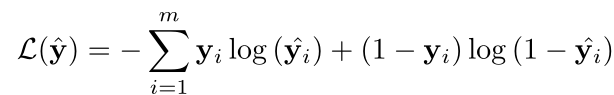 $\mathcal{L}(\hat{\mathbf{y}}) = -\sum_{i=1}^{m} \mathbf{y}_i \log(\hat{\mathbf{y}_i}) + (1 - \mathbf{y}_i) \log(1 - \hat{\mathbf{y}_i})$